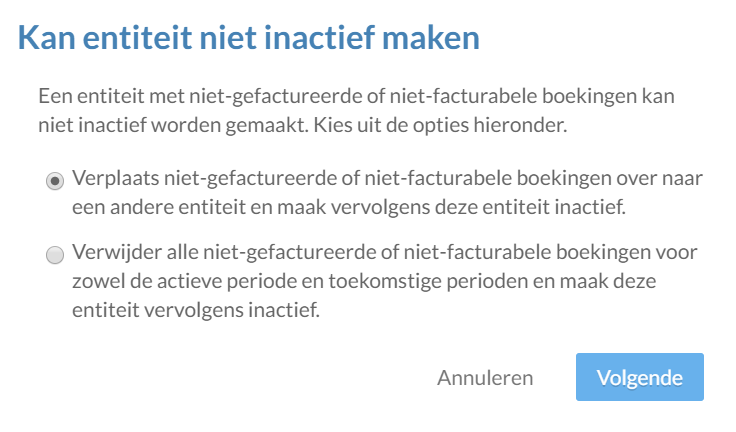 Kan entiteit niet inactief maken
Een entiteit met niet-gefactureerde of niet-facturabele boekingen kan
niet inactief worden gemaakt. Kies uit de opties hieronder.
Verplaats niet-gefactureerde of niet-facturabele boekingen over naar
een andere entiteit en maak vervolgens deze entiteit inactief.
Verwijder alle niet-gefactureerde of niet-facturabele boekingen voor
zowel de actieve periode en toekomstige perioden en maak deze
entiteit vervolgens inactief.
Annuleren Volgende